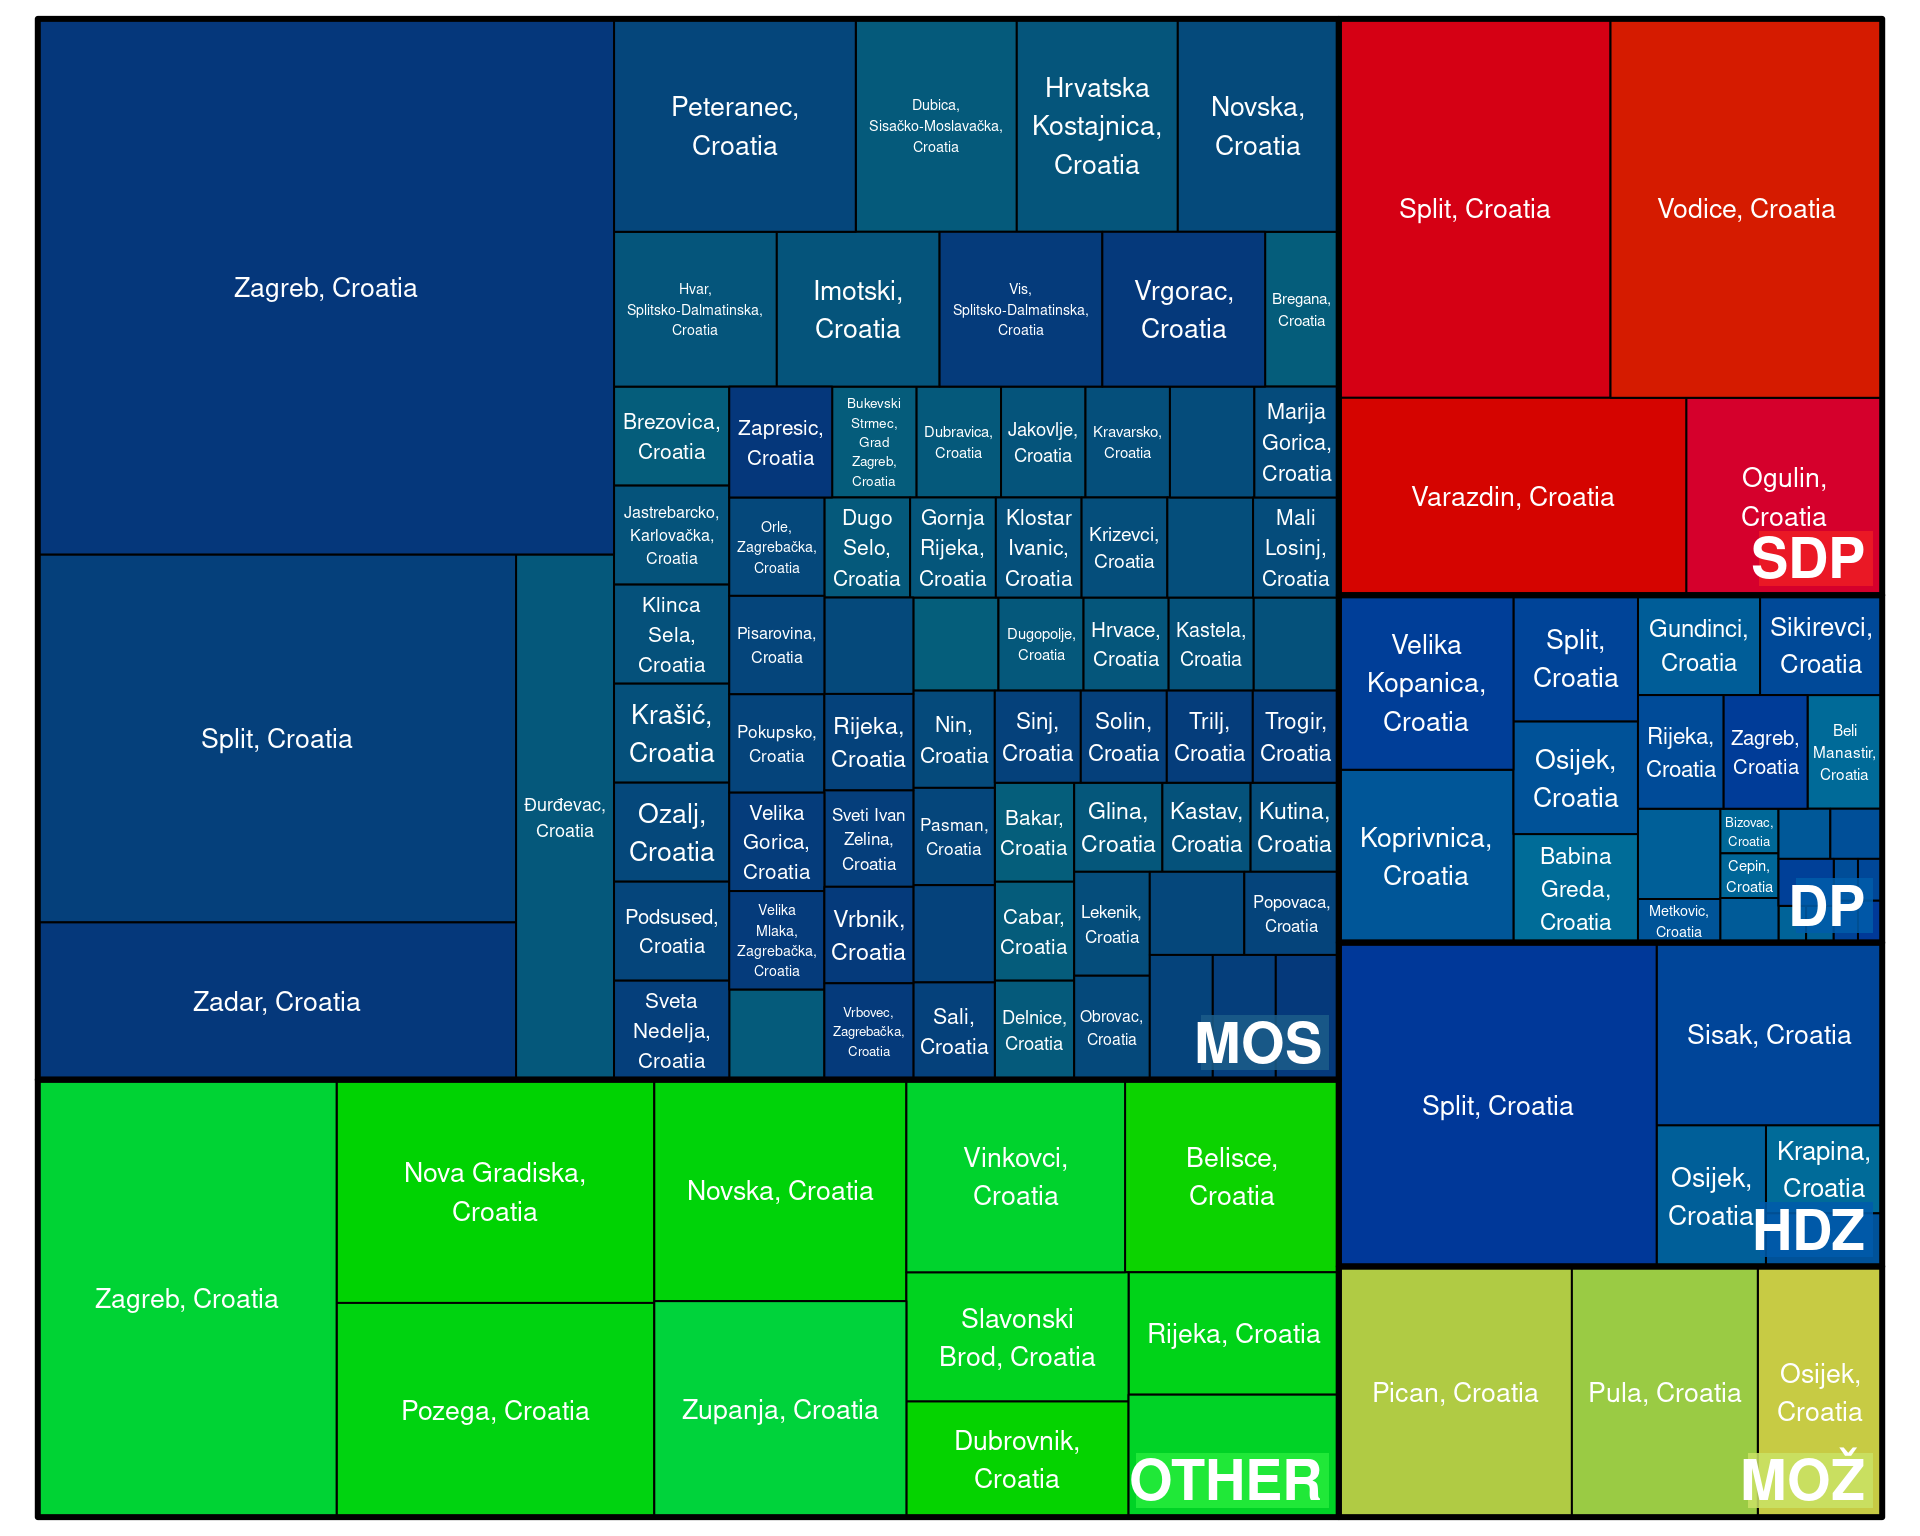 Zagreb, Croatia
Split, Croatia
Zadar, Croatia
Đurđevac,
Croatia
Peteranec,
Croatia
Dubica,
Sisačko-Moslavačka,
Croatia
Hrvatska
Kostajnica,
Croatia
Novska,
Croatia
Hvar,
Splitsko-Dalmatinska,
Croatia
Imotski,
Croatia
Vis,
Splitsko-Dalmatinska,
Croatia
Vrgorac,
Croatia
Bregana,
Croatia
Brezovica,
Croatia
Jastrebarcko,
Karlovačka,
Croatia
Klinca
Sela,
Croatia
Krašić,
Croatia
Ozalj,
Croatia
Podsused,
Croatia
Sveta
Nedelja,
Croatia
Zapresic,
Croatia
Orle,
Zagrebačka,
Croatia
Pisarovina,
Croatia
Pokupsko,
Croatia
Velika
Gorica,
Croatia
Velika
Mlaka,
Zagrebačka,
Croatia
Bukevski
Strmec,
Grad
Zagreb,
Croatia
Dubravica,
Croatia
Jakovlje,
Croatia
Kravarsko,
Croatia
Marija
Gorica,
Croatia
Dugo
Selo,
Croatia
Gornja
Rijeka,
Croatia
Klostar
Ivanic,
Croatia
Krizevci,
Croatia
Mali
Losinj,
Croatia
Rijeka,
Croatia
Sveti Ivan
Zelina,
Croatia
Vrbnik,
Croatia
Vrbovec,
Zagrebačka,
Croatia
Dugopolje,
Croatia
Hrvace,
Croatia
Kastela,
Croatia
Nin,
Croatia
Pasman,
Croatia
Sali,
Croatia
Sinj,
Croatia
Solin,
Croatia
Trilj,
Croatia
Trogir,
Croatia
Bakar,
Croatia
Cabar,
Croatia
Delnice,
Croatia
Glina,
Croatia
Kastav,
Croatia
Kutina,
Croatia
Lekenik,
Croatia
Obrovac,
Croatia
Popovaca,
Croatia
MOS
Zagreb, Croatia
Nova Gradiska,
Croatia
Pozega, Croatia
Novska, Croatia
Zupanja, Croatia
Vinkovci,
Croatia
Belisce,
Croatia
Slavonski
Brod, Croatia
Rijeka, Croatia
Dubrovnik,
Croatia
OTHER
Split, Croatia
Vodice, Croatia
Varazdin, Croatia
Ogulin,
Croatia
SDP
Velika
Kopanica,
Croatia
Koprivnica,
Croatia
Split,
Croatia
Osijek,
Croatia
Babina
Greda,
Croatia
Gundinci,
Croatia
Sikirevci,
Croatia
Rijeka,
Croatia
Zagreb,
Croatia
Beli
Manastir,
Croatia
Bizovac,
Croatia
Cepin,
Croatia
Metkovic,
Croatia
DP
Split, Croatia
Sisak, Croatia
Osijek,
Croatia
Krapina,
Croatia
HDZ
Pican, Croatia
Pula, Croatia
Osijek,
Croatia
MOŽ